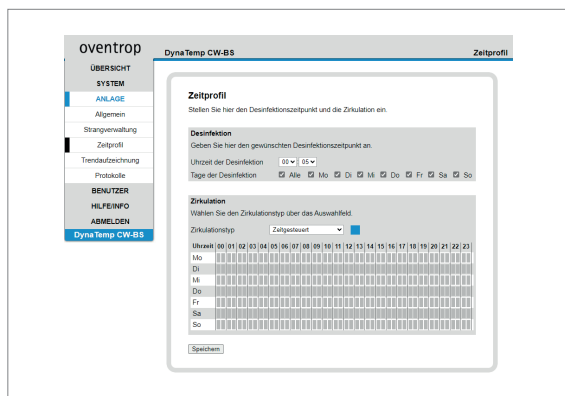 oventrop
DynaTemp CW-BS
Zeitprofil
ÜBERSICHT
SYSTEM
ANLAGE
Allgemein
Strangverwaltung
Zeitprofil
Trendaufzeichnung
Protokolle
BENUTZER
HILFE/INFO
ABMELDEN
DynaTemp CW-BS
Zeitprofil
Stellen Sie hier den Desinfektionszeitpunkt und die Zirkulation ein.
Desinfektion
Geben Sie hier den gewünschten Desinfektionszeitpunkt an.
Uhrzeit der Desinfektion 00 05
Tage der Desinfektion Alle Mo Di Mi Do Fr Sa So
Zirkulation
Wählen Sie den Zirkulationstyp über das Auswahlfeld.
Zirkulationstyp Zeitgesteuert
Uhrzeit 00 01 02 03 04 05 06 07 08 09 10 11 12 13 14 15 16 17 18 19 20 21 22 23
Mo
Di
Mi
Do
Fr
Sa
So
Speichern